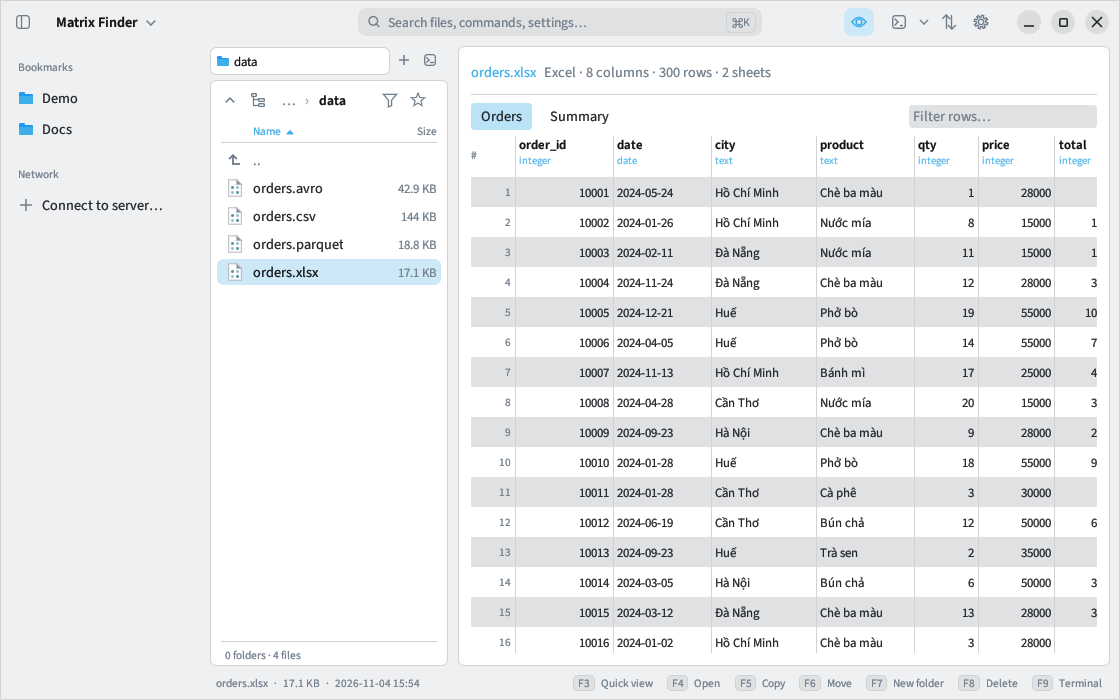 Matrix Finder
Search files, commands, settings… ⌘K
Bookmarks
Demo
Docs
Network
Connect to server…
data
… › data
Name Size
..
orders.avro 42.9 KB
orders.csv 144 KB
orders.parquet 18.8 KB
orders.xlsx 17.1 KB
0 folders · 4 files
orders.xlsx Excel · 8 columns · 300 rows · 2 sheets
Orders Summary Filter rows…
# order_id date city product qty price total
integer date text text integer integer integer
1 10001 2024-05-24 Hồ Chí Minh Chè ba màu 1 28000
2 10002 2024-01-26 Hồ Chí Minh Nước mía 8 15000 1
3 10003 2024-02-11 Đà Nẵng Nước mía 11 15000 1
4 10004 2024-11-24 Đà Nẵng Chè ba màu 12 28000 3
5 10005 2024-12-21 Huế Phở bò 19 55000 10
6 10006 2024-04-05 Huế Phở bò 14 55000 7
7 10007 2024-11-13 Hồ Chí Minh Bánh mì 17 25000 4
8 10008 2024-04-28 Cần Thơ Nước mía 20 15000 3
9 10009 2024-09-23 Hà Nội Chè ba màu 9 28000 2
10 10010 2024-01-28 Huế Phở bò 18 55000 9
11 10011 2024-01-28 Cần Thơ Cà phê 3 30000
12 10012 2024-06-19 Cần Thơ Bún chả 12 50000 6
13 10013 2024-09-23 Huế Trà sen 2 35000
14 10014 2024-03-05 Hà Nội Bún chả 6 50000 3
15 10015 2024-03-12 Đà Nẵng Chè ba màu 13 28000 3
16 10016 2024-01-02 Hồ Chí Minh Chè ba màu 3 28000
orders.xlsx · 17.1 KB · 2026-11-04 15:54
F3 Quick view F4 Open F5 Copy F6 Move F7 New folder F8 Delete F9 Terminal